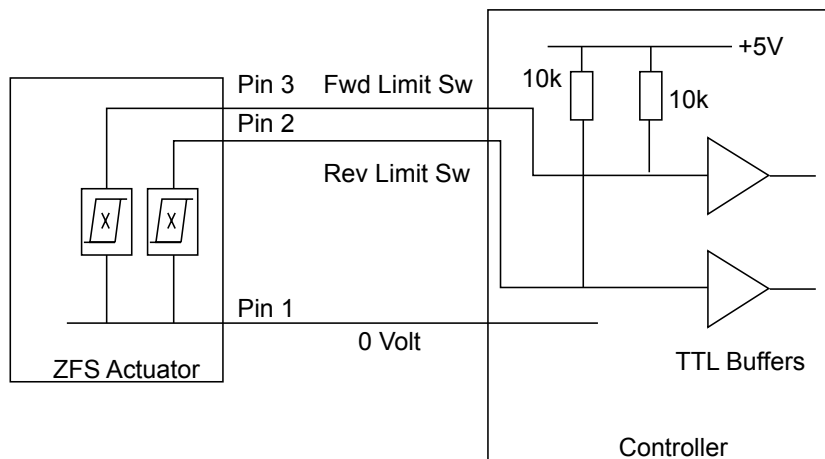 +5V
10k
10k
Pin 3
Fwd Limit Sw
Pin 2
Rev Limit Sw
X
X
Pin 1
0 Volt
ZFS Actuator
TTL Buffers
Controller